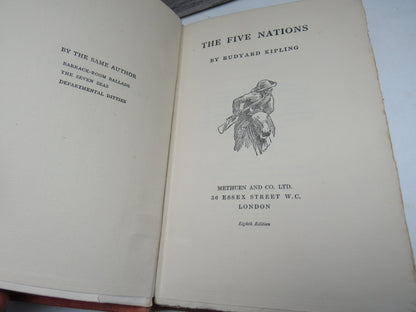 BY THE SAME AUTHOR
BARRACK-ROOM BALLADS
THE SEVEN SEAS
DEPARTMENTAL DITTIES
THE FIVE NATIONS
BY RUDYARD KIPLING
METHUEN AND CO. LTD.
36 ESSEX STREET W.C.
LONDON
Eighth Edition